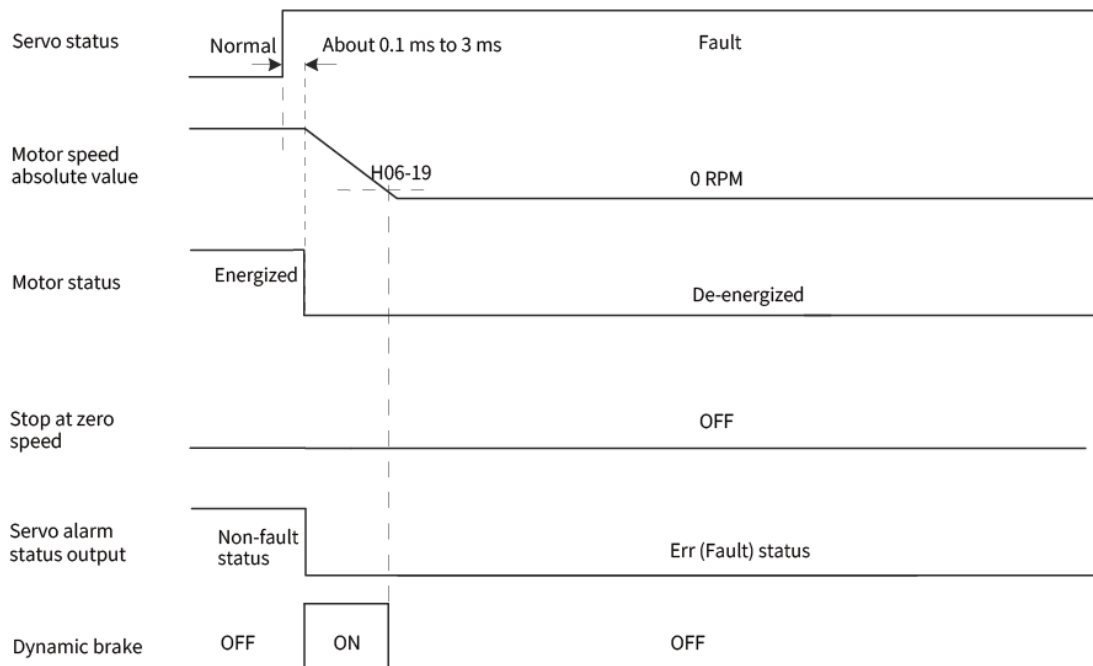 Servo status
Normal
About 0.1 ms to 3 ms
Fault
Motor speed
absolute value
H06-19
0 RPM
Motor status
Energized
De-energized
Stop at zero
speed
OFF
Servo alarm
status output
Non-fault
status
Err (Fault) status
Dynamic brake
OFF
ON
OFF